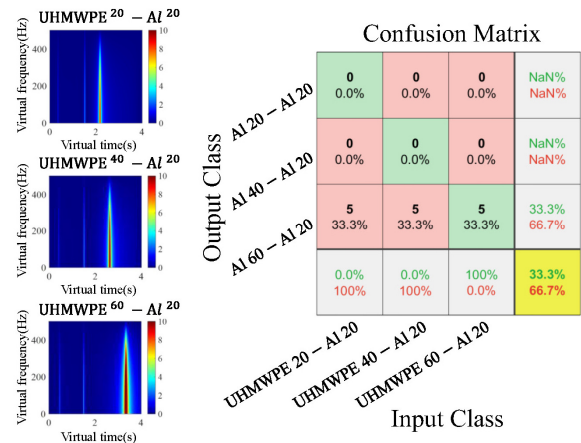 UHMWPE 20 – Al 20
Virtual frequency(Hz)
400
200
0
0 2 4
Virtual time(s)
10
8
6
4
2
0
UHMWPE 40 – Al 20
Virtual frequency(Hz)
400
200
0
0 2 4
Virtual time(s)
10
8
6
4
2
0
UHMWPE 60 – Al 20
Virtual frequency(Hz)
400
200
0
0 2 4
Virtual time(s)
10
8
6
4
2
0
Confusion Matrix
Output Class
Al 20 – Al 20
Al 40 – Al 20
Al 60 – Al 20
0 0 0 NaN%
0.0% 0.0% 0.0% NaN%
0 0 0 NaN%
0.0% 0.0% 0.0% NaN%
5 5 5 33.3%
33.3% 33.3% 33.3% 66.7%
0.0% 0.0% 100% 33.3%
100% 100% 0.0% 66.7%
UHMWPE 20 – Al 20
UHMWPE 40 – Al 20
UHMWPE 60 – Al 20
Input Class